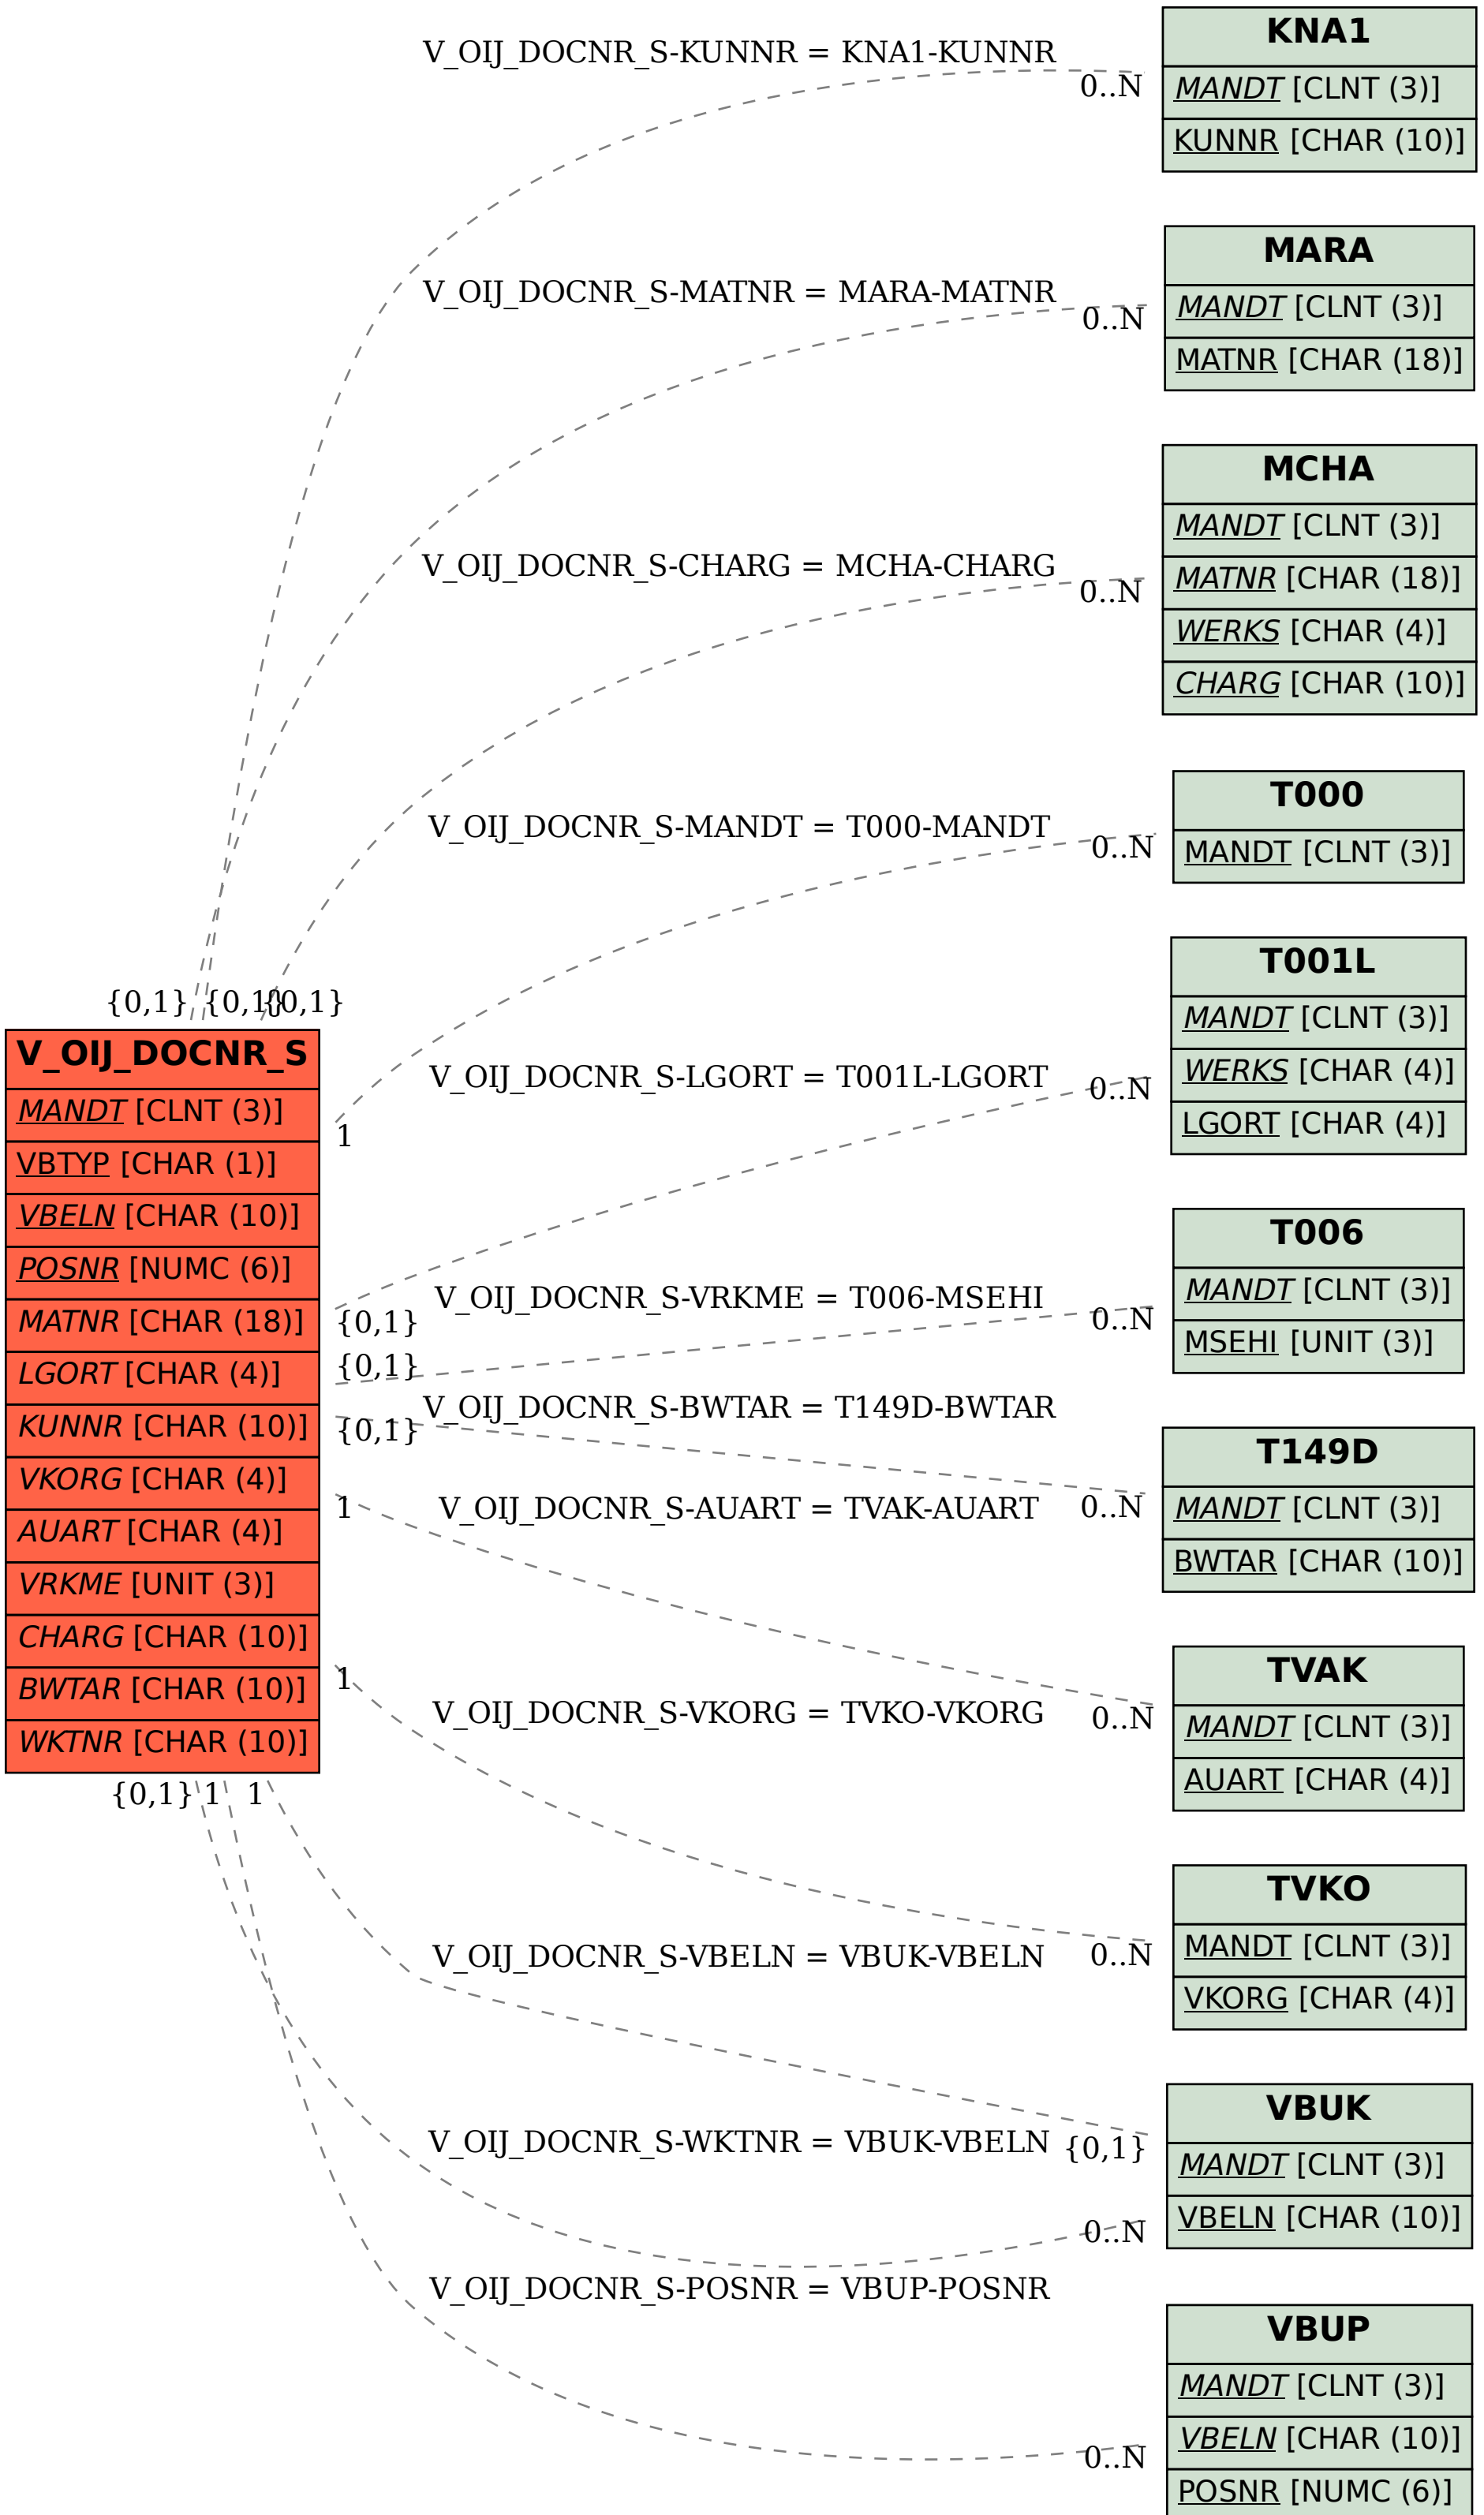 KNA1
MANDT [CLNT (3)]
KUNNR [CHAR (10)]
V_OIJ_DOCNR_S-KUNNR = KNA1-KUNNR
0..N
MARA
MANDT [CLNT (3)]
MATNR [CHAR (18)]
V_OIJ_DOCNR_S-MATNR = MARA-MATNR
0..N
MCHA
MANDT [CLNT (3)]
MATNR [CHAR (18)]
WERKS [CHAR (4)]
CHARG [CHAR (10)]
V_OIJ_DOCNR_S-CHARG = MCHA-CHARG
0..N
T000
MANDT [CLNT (3)]
V_OIJ_DOCNR_S-MANDT = T000-MANDT
0..N
{0,1}
{0,1}
{0,1}
V_OIJ_DOCNR_S
MANDT [CLNT (3)]
VBTYP [CHAR (1)]
VBELN [CHAR (10)]
POSNR [NUMC (6)]
MATNR [CHAR (18)]
LGORT [CHAR (4)]
KUNNR [CHAR (10)]
VKORG [CHAR (4)]
AUART [CHAR (4)]
VRKME [UNIT (3)]
CHARG [CHAR (10)]
BWTAR [CHAR (10)]
WKTNR [CHAR (10)]
1
T001L
MANDT [CLNT (3)]
WERKS [CHAR (4)]
LGORT [CHAR (4)]
V_OIJ_DOCNR_S-LGORT = T001L-LGORT
0..N
{0,1}
T006
MANDT [CLNT (3)]
MSEHI [UNIT (3)]
V_OIJ_DOCNR_S-VRKME = T006-MSEHI
0..N
{0,1}
T149D
MANDT [CLNT (3)]
BWTAR [CHAR (10)]
V_OIJ_DOCNR_S-BWTAR = T149D-BWTAR
0..N
{0,1}
TVAK
MANDT [CLNT (3)]
AUART [CHAR (4)]
V_OIJ_DOCNR_S-AUART = TVAK-AUART
0..N
1
TVKO
MANDT [CLNT (3)]
VKORG [CHAR (4)]
V_OIJ_DOCNR_S-VKORG = TVKO-VKORG
0..N
1
{0,1}
1
1
VBUK
MANDT [CLNT (3)]
VBELN [CHAR (10)]
V_OIJ_DOCNR_S-VBELN = VBUK-VBELN
{0,1}
V_OIJ_DOCNR_S-WKTNR = VBUK-VBELN
0..N
VBUP
MANDT [CLNT (3)]
VBELN [CHAR (10)]
POSNR [NUMC (6)]
V_OIJ_DOCNR_S-POSNR = VBUP-POSNR
0..N